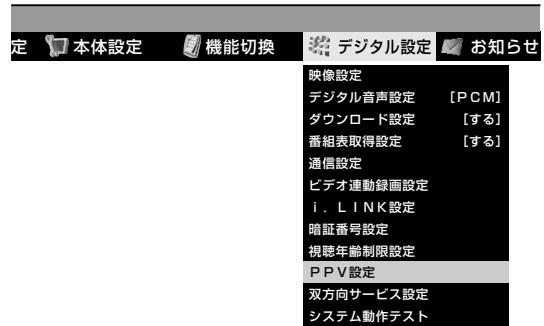 定 本体設定 機能切換 デジタル設定 お知らせ
映像設定
デジタル音声設定 [PCM]
ダウンロード設定 [する]
番組表取得設定 [する]
通信設定
ビデオ連動録画設定
i．LINK設定
暗証番号設定
視聴年齢制限設定
PPV設定
双方向サービス設定
システム動作テスト